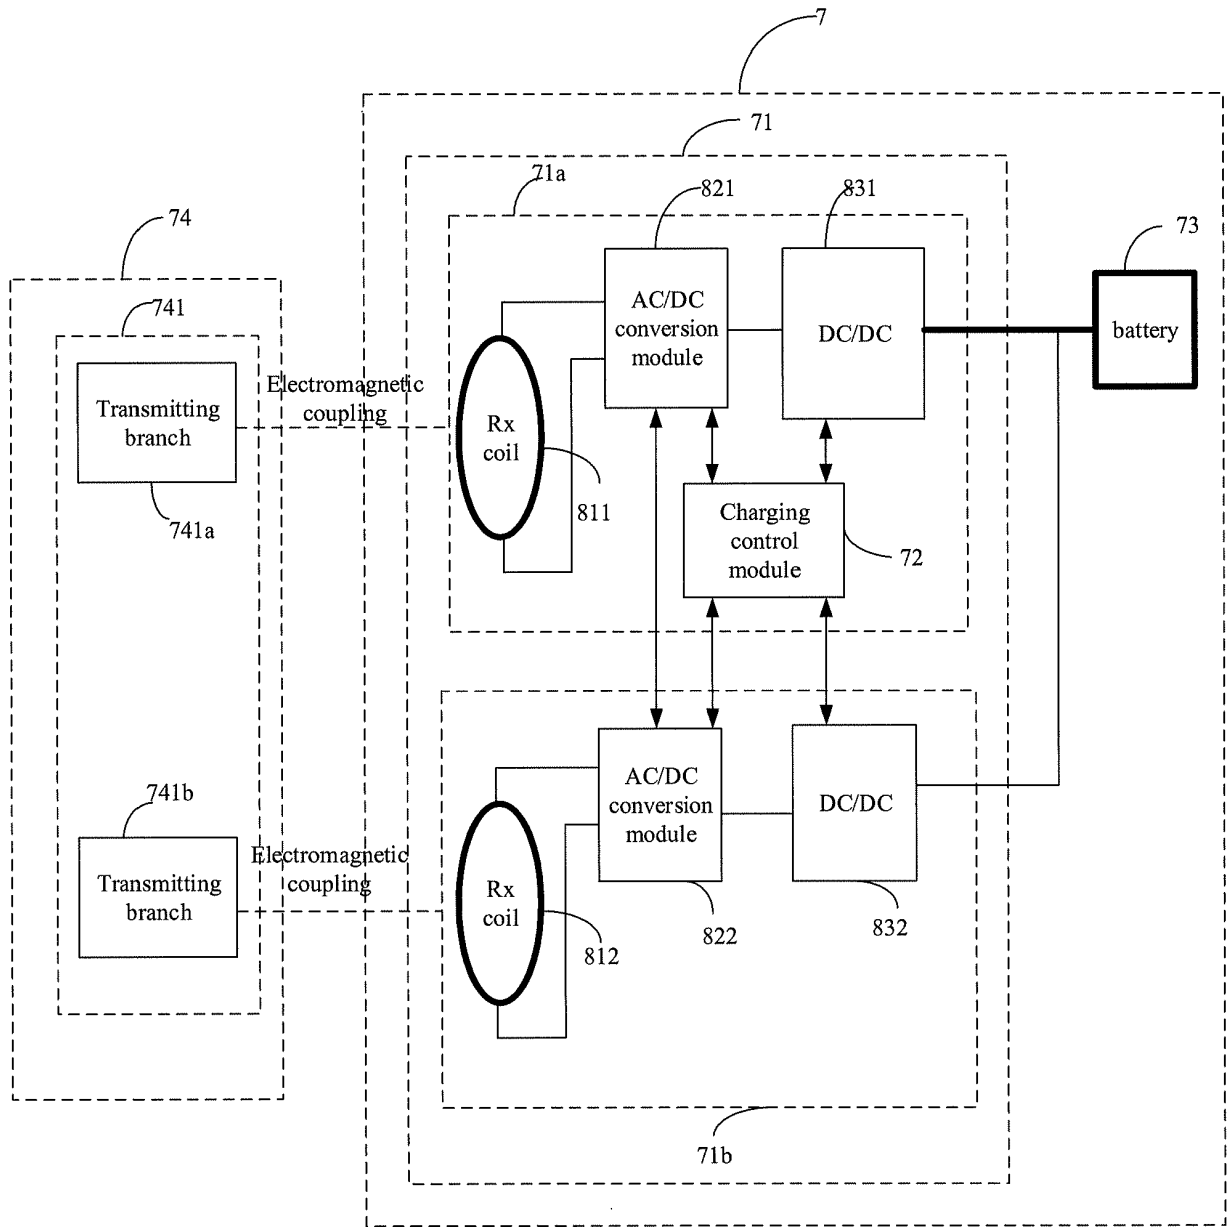 7
71
71a
821
831
74
73
741
AC/DC
conversion
module
DC/DC
battery
Transmitting
branch
Electromagnetic
coupling
Rx
coil
811
741a
Charging
control
module
72
741b
AC/DC
conversion
module
DC/DC
Transmitting
branch
Electromagnetic
coupling
Rx
coil
812
822
832
71b